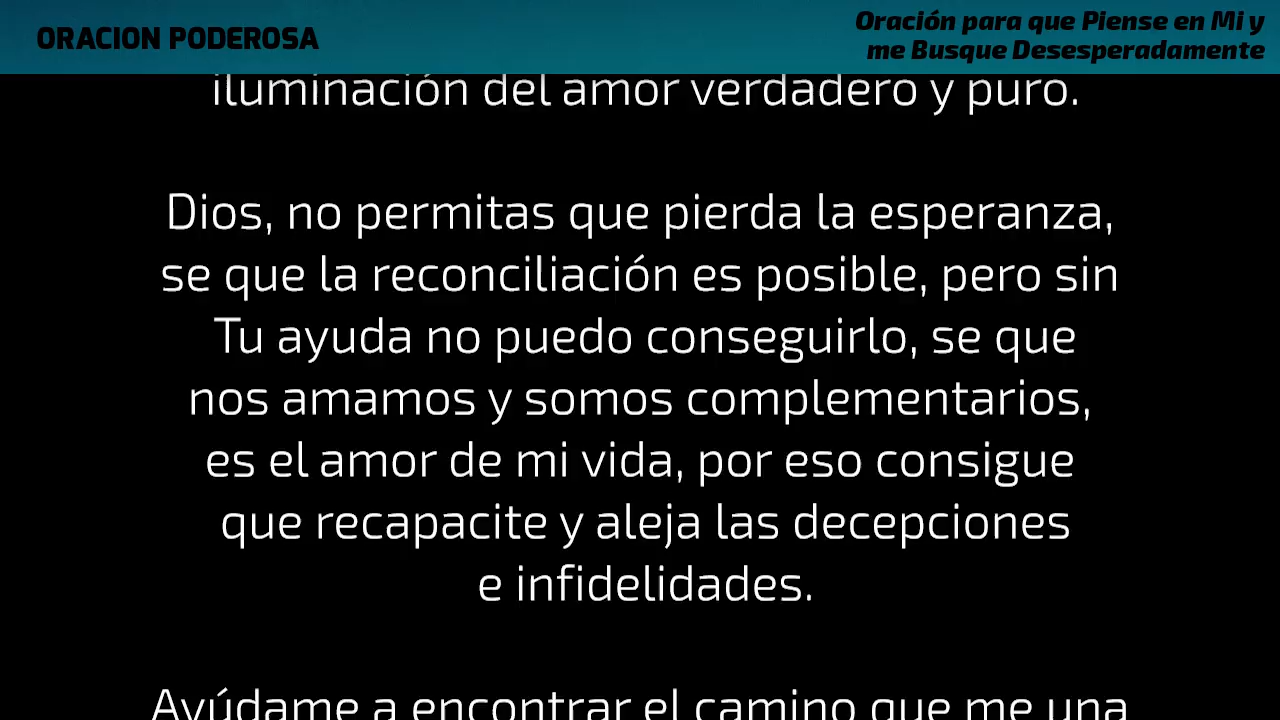 ORACION PODEROSA
Oración para que Piense en Mi y
me Busque Desesperadamente
iluminación del amor verdadero y puro.
Dios, no permitas que pierda la esperanza,
se que la reconciliación es posible, pero sin
Tu ayuda no puedo conseguirlo, se que
nos amamos y somos complementarios,
es el amor de mi vida, por eso consigue
que recapacite y aleja las decepciones
e infidelidades.
Ayúdame a encontrar el camino que me una